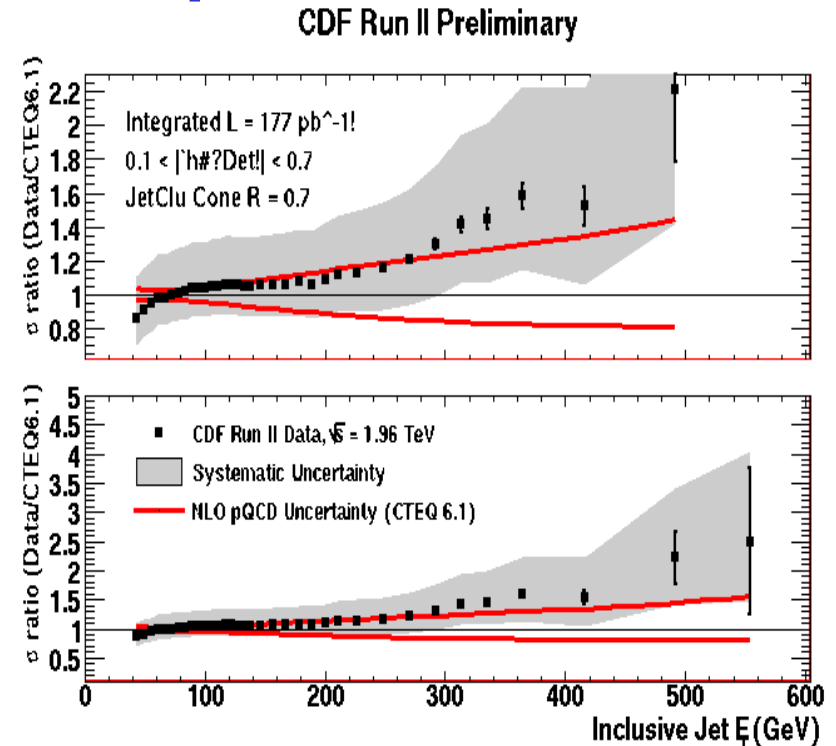 CDF Run II Preliminary
σ ratio (Data/CTEQ6.1)
2.2
2
1.8
1.6
1.4
1.2
1
0.8
Integrated L = 177 pb^-1!
0.1 < |`h#?Det!| < 0.7
JetClu Cone R = 0.7
σ ratio (Data/CTEQ6.1)
5
4.5
4
3.5
3
2.5
2
1.5
1
0.5
CDF Run II Data, √s = 1.96 TeV
Systematic Uncertainty
NLO pQCD Uncertainty (CTEQ 6.1)
0 100 200 300 400 500 600
Inclusive Jet E_T (GeV)